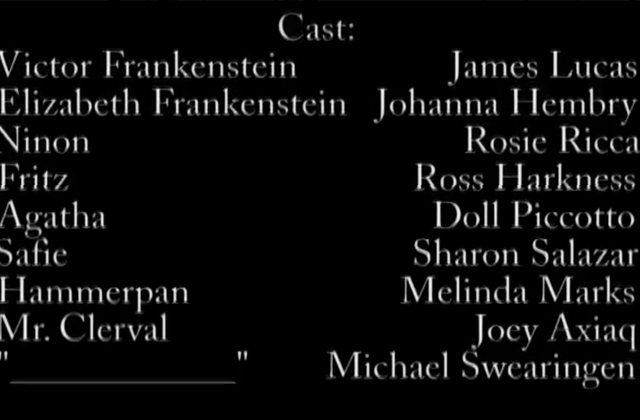 Cast:
Victor Frankenstein James Lucas
Elizabeth Frankenstein Johanna Hembry
Ninon Rosie Ricca
Fritz Ross Harkness
Agatha Doll Piccotto
Safie Sharon Salazar
Hammerpan Melinda Marks
Mr. Clerval Joey Axiaq
"____________" Michael Swearingen